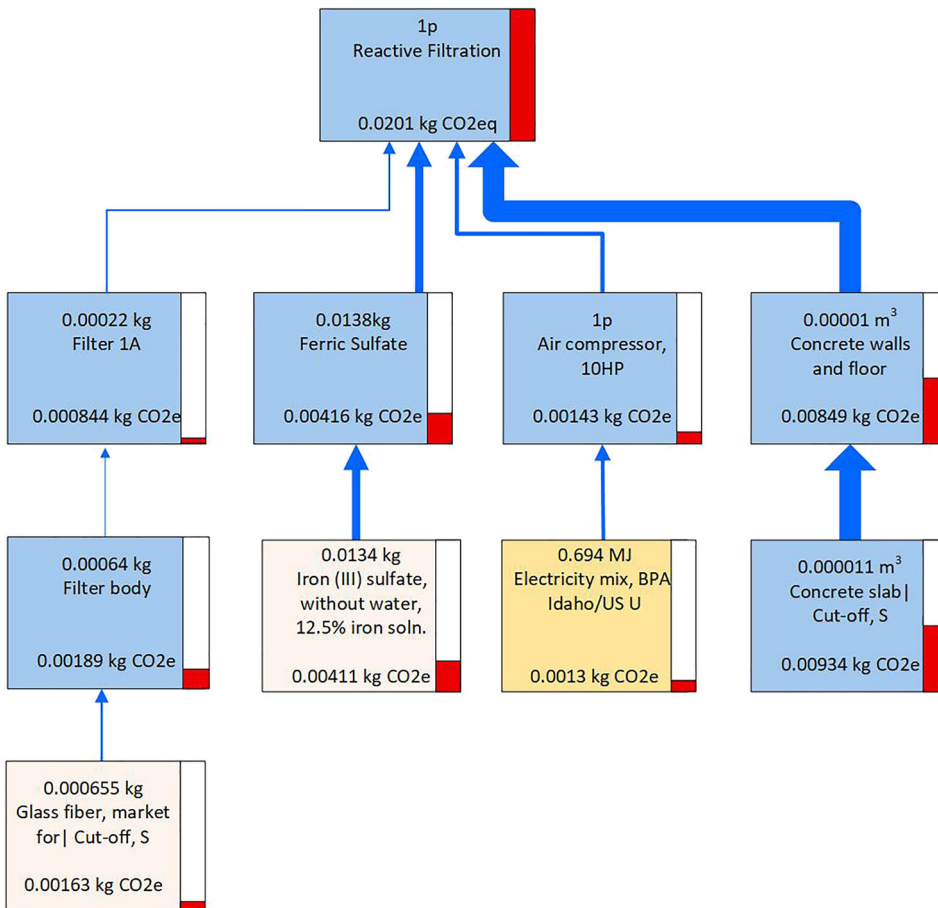 1p
Reactive Filtration
0.0201 kg CO2eq
0.00022 kg
Filter 1A
0.000844 kg CO2e
0.0138kg
Ferric Sulfate
0.00416 kg CO2e
1p
Air compressor,
10HP
0.00143 kg CO2e
0.00001 m³
Concrete walls
and floor
0.00849 kg CO2e
0.00064 kg
Filter body
0.00189 kg CO2e
0.0134 kg
Iron (III) sulfate,
without water,
12.5% iron soln.
0.00411 kg CO2e
0.694 MJ
Electricity mix, BPA
Idaho/US U
0.0013 kg CO2e
0.000011 m³
Concrete slab|
Cut-off, S
0.00934 kg CO2e
0.000655 kg
Glass fiber, market
for| Cut-off, S
0.00163 kg CO2e